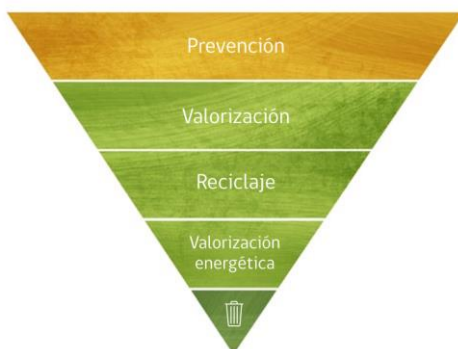 Prevención
Valorización
Reciclaje
Valorización
energética